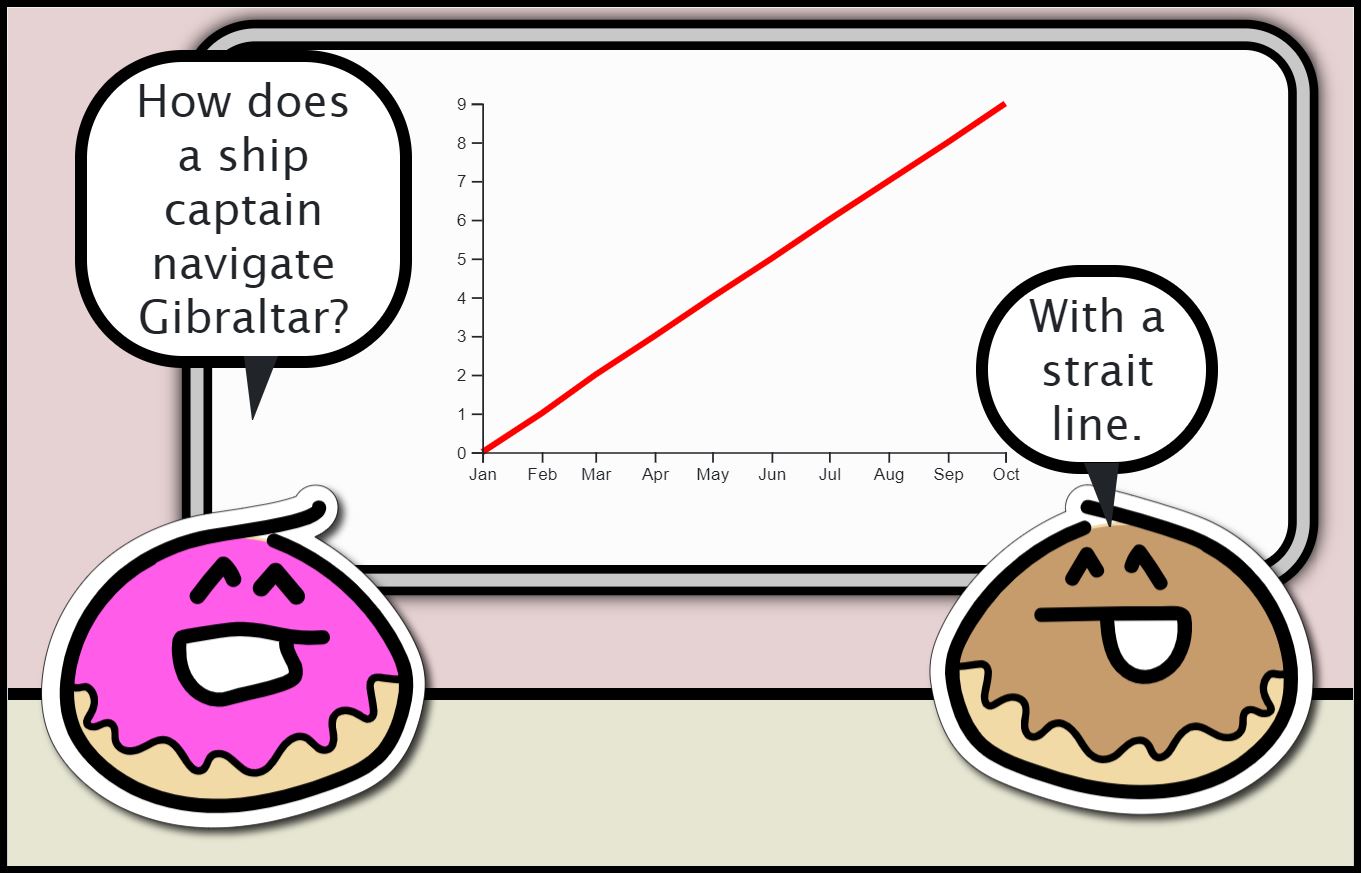 How does
a ship
captain
navigate
Gibraltar?
With a
strait
line.
9
8
7
6
5
4
3
2
1
0
Jan Feb Mar Apr May Jun Jul Aug Sep Oct